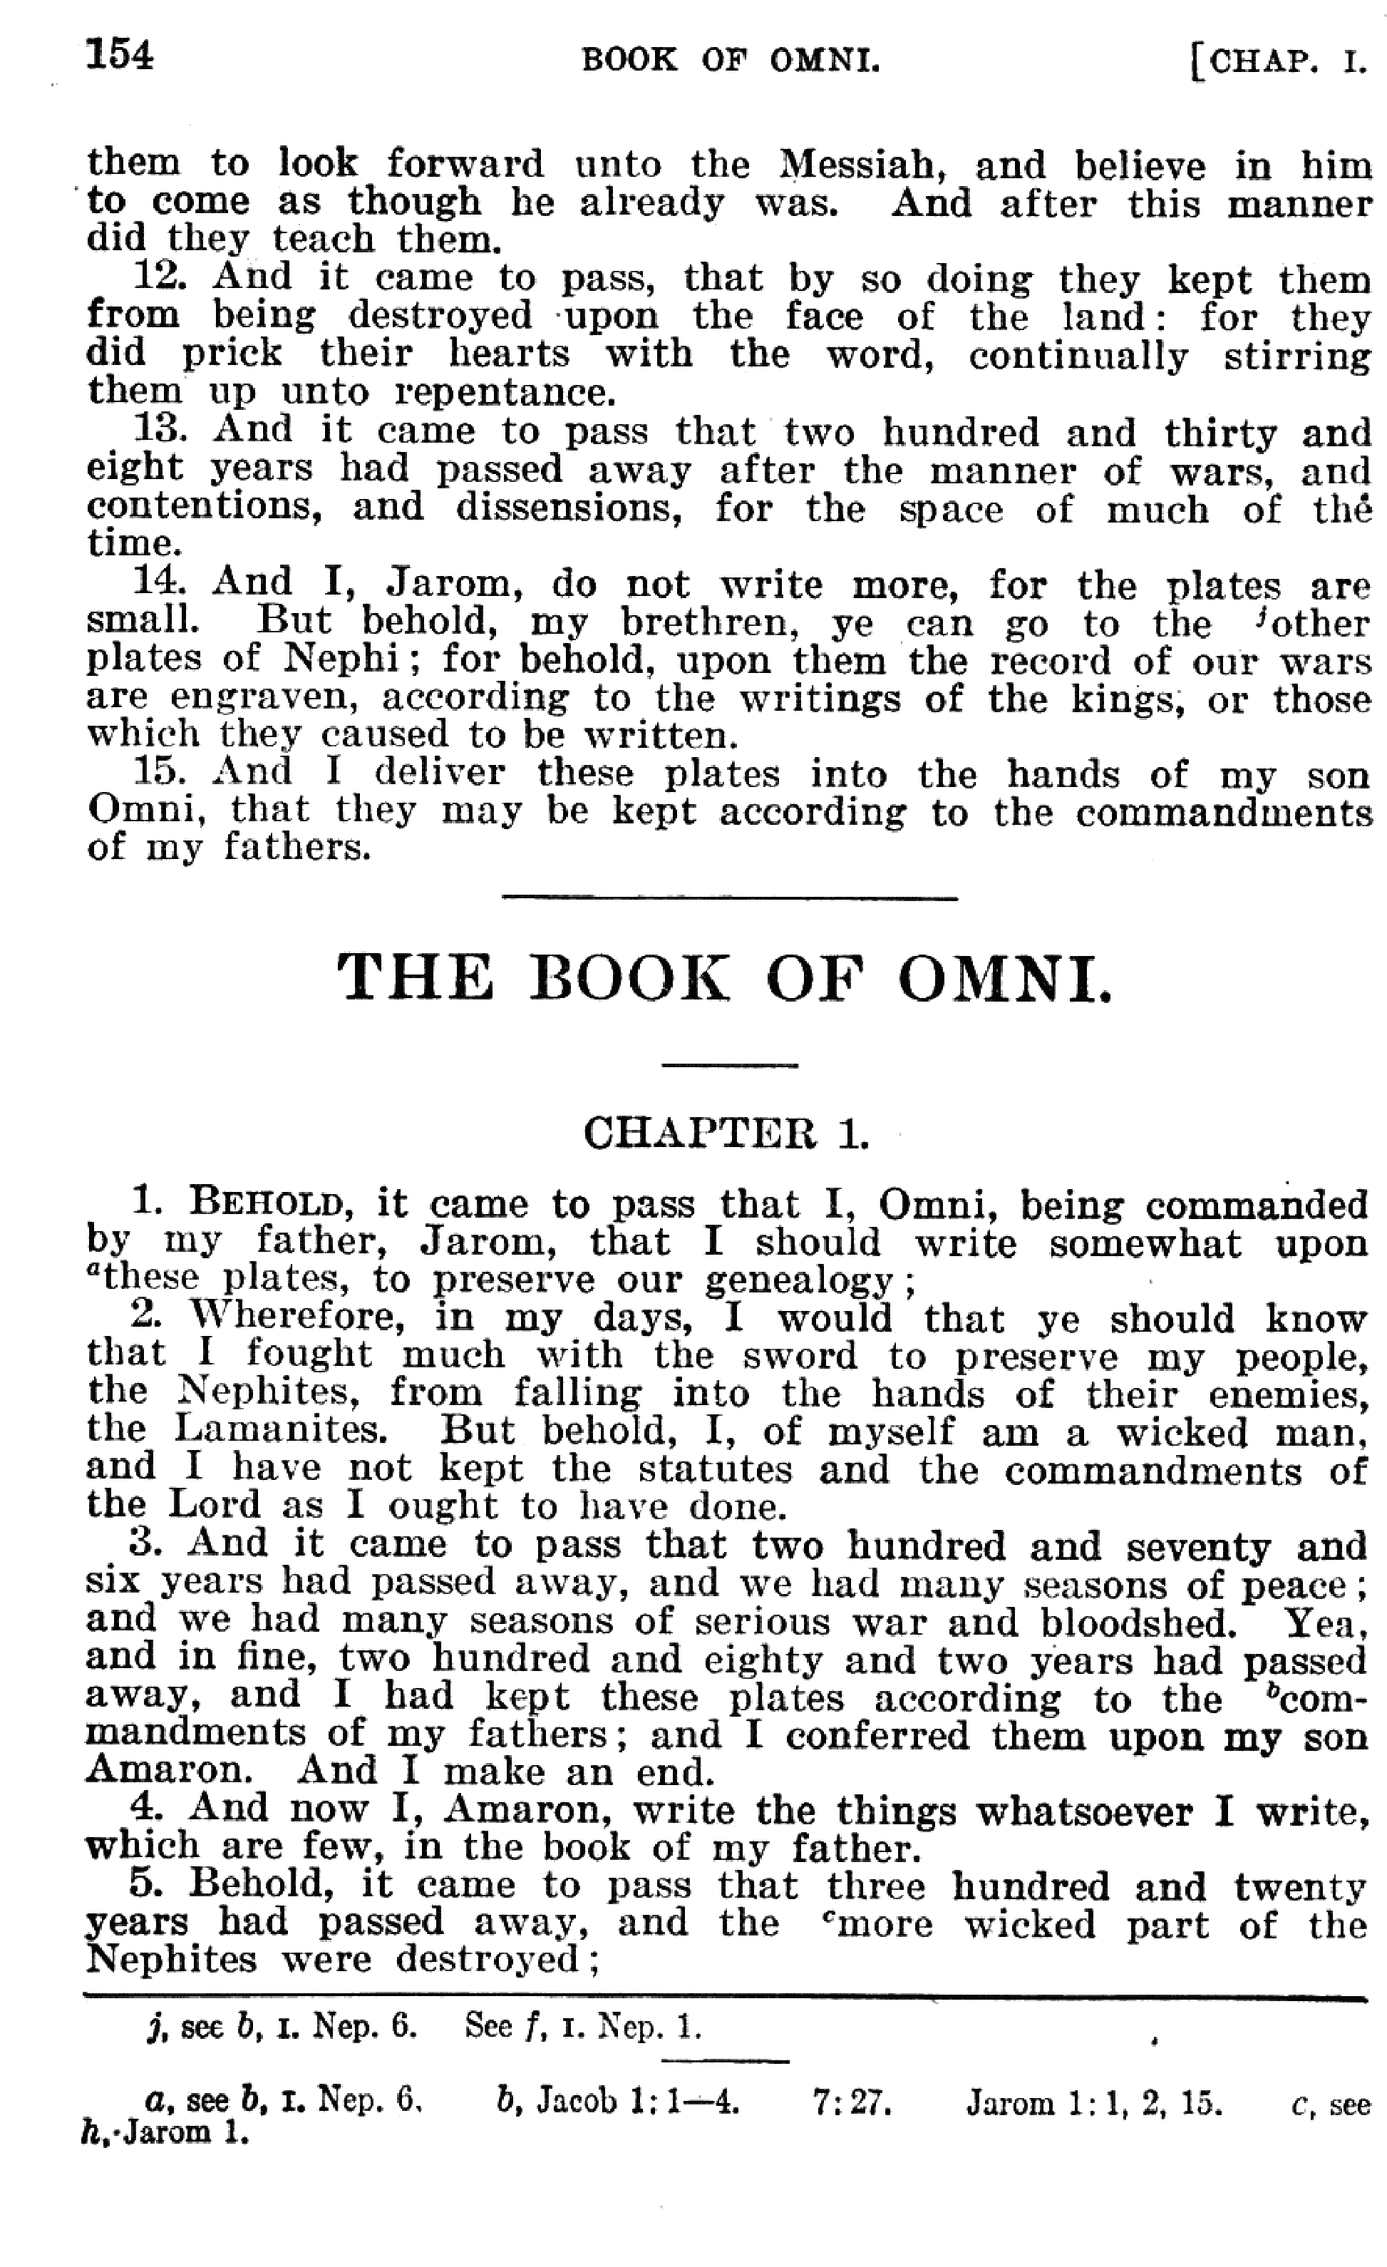 154 BOOK OF OMNI. [CHAP. I.
them to look forward unto the Messiah, and believe in him
to come as though he already was. And after this manner
did they teach them.
12. And it came to pass, that by so doing they kept them
from being destroyed upon the face of the land: for they
did prick their hearts with the word, continually stirring
them up unto repentance.
13. And it came to pass that two hundred and thirty and
eight years had passed away after the manner of wars, and
contentions, and dissensions, for the space of much of the
time.
14. And I, Jarom, do not write more, for the plates are
small. But behold, my brethren, ye can go to the jother
plates of Nephi; for behold, upon them the record of our wars
are engraven, according to the writings of the kings, or those
which they caused to be written.
15. And I deliver these plates into the hands of my son
Omni, that they may be kept according to the commandments
of my fathers.
THE BOOK OF OMNI.
CHAPTER 1.
1. BEHOLD, it came to pass that I, Omni, being commanded
by my father, Jarom, that I should write somewhat upon
athese plates, to preserve our genealogy;
2. Wherefore, in my days, I would that ye should know
that I fought much with the sword to preserve my people,
the Nephites, from falling into the hands of their enemies,
the Lamanites. But behold, I, of myself am a wicked man,
and I have not kept the statutes and the commandments of
the Lord as I ought to have done.
3. And it came to pass that two hundred and seventy and
six years had passed away, and we had many seasons of peace;
and we had many seasons of serious war and bloodshed. Yea,
and in fine, two hundred and eighty and two years had passed
away, and I had kept these plates according to the bcom-
mandments of my fathers; and I conferred them upon my son
Amaron. And I make an end.
4. And now I, Amaron, write the things whatsoever I write,
which are few, in the book of my father.
5. Behold, it came to pass that three hundred and twenty
years had passed away, and the cmore wicked part of the
Nephites were destroyed;
j, see b, I. Nep. 6. See f, I. Nep. 1.
a, see b, I. Nep. 6. b, Jacob 1: 1—4. 7: 27. Jarom 1: 1, 2, 15. c, see
h, Jarom 1.